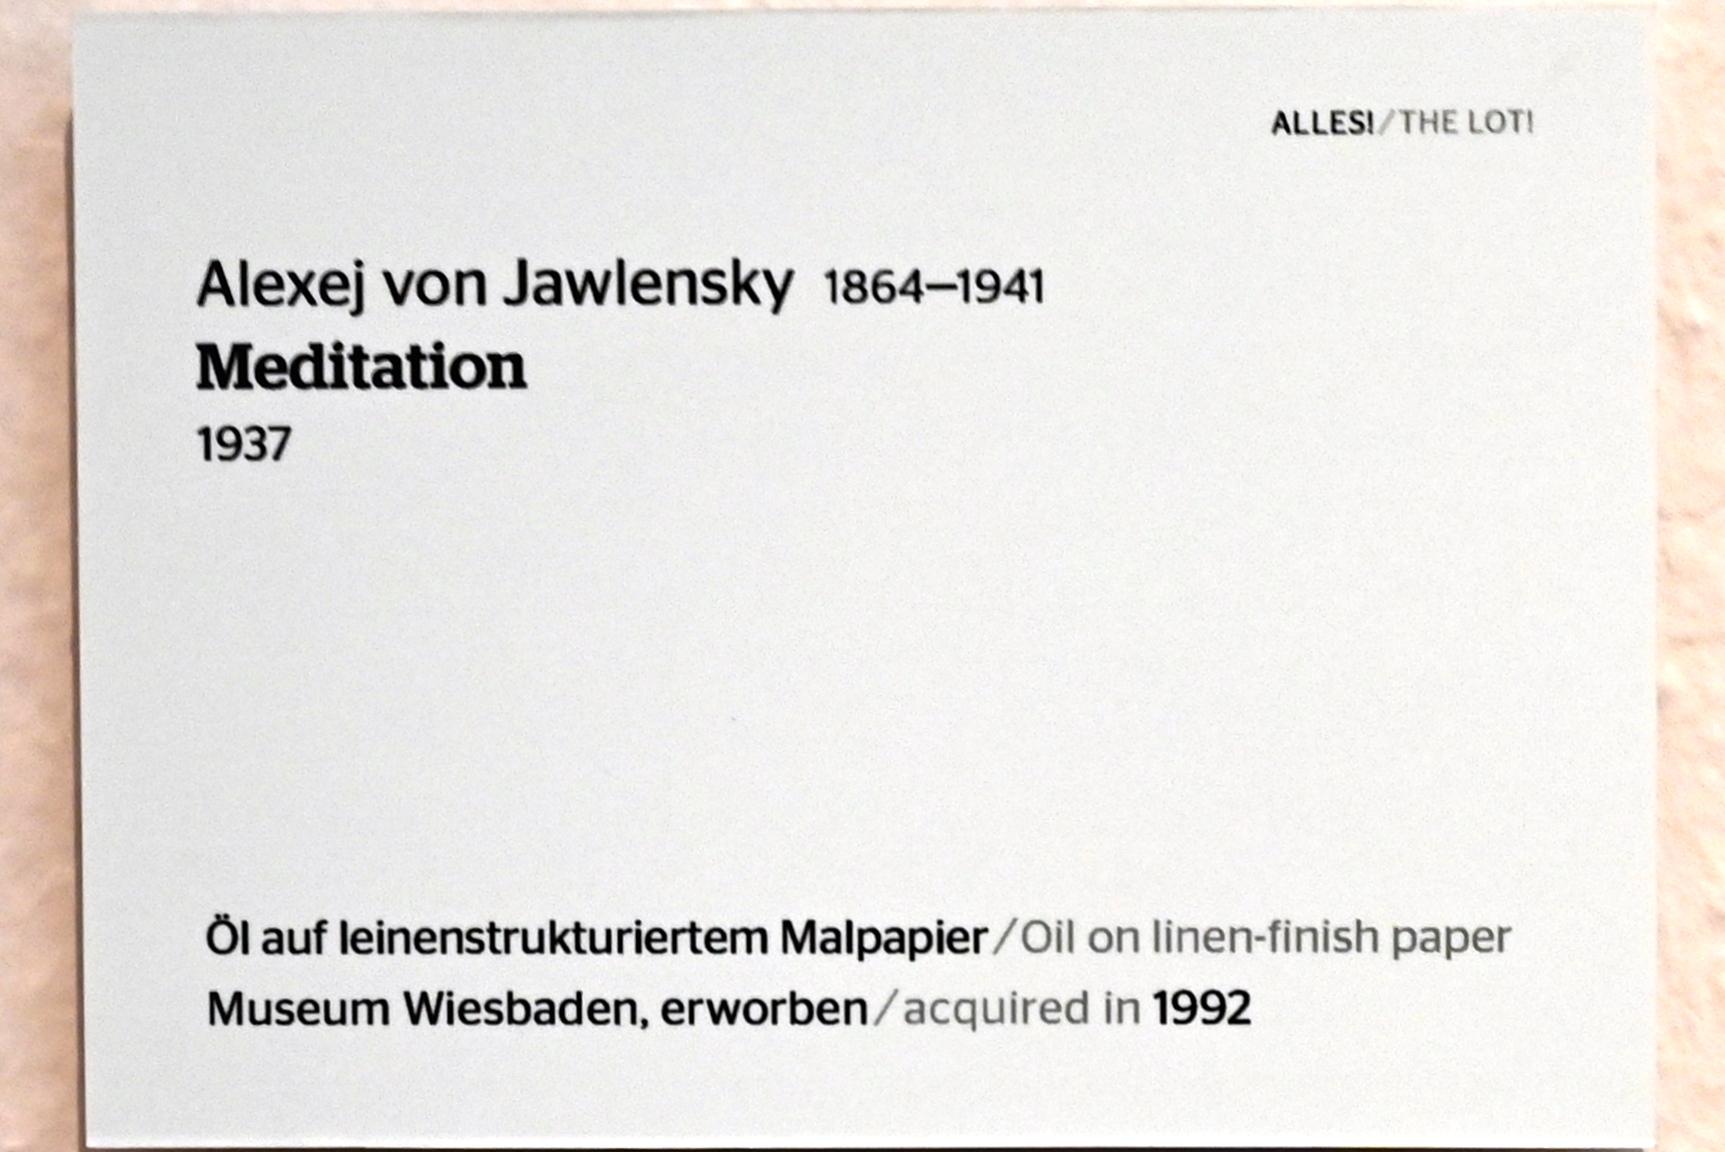 ALLES!/THE LOT!
Alexej von Jawlensky 1864–1941
Meditation
1937
Öl auf leinenstrukturiertem Malpapier/Oil on linen-finish paper
Museum Wiesbaden, erworben/acquired in 1992